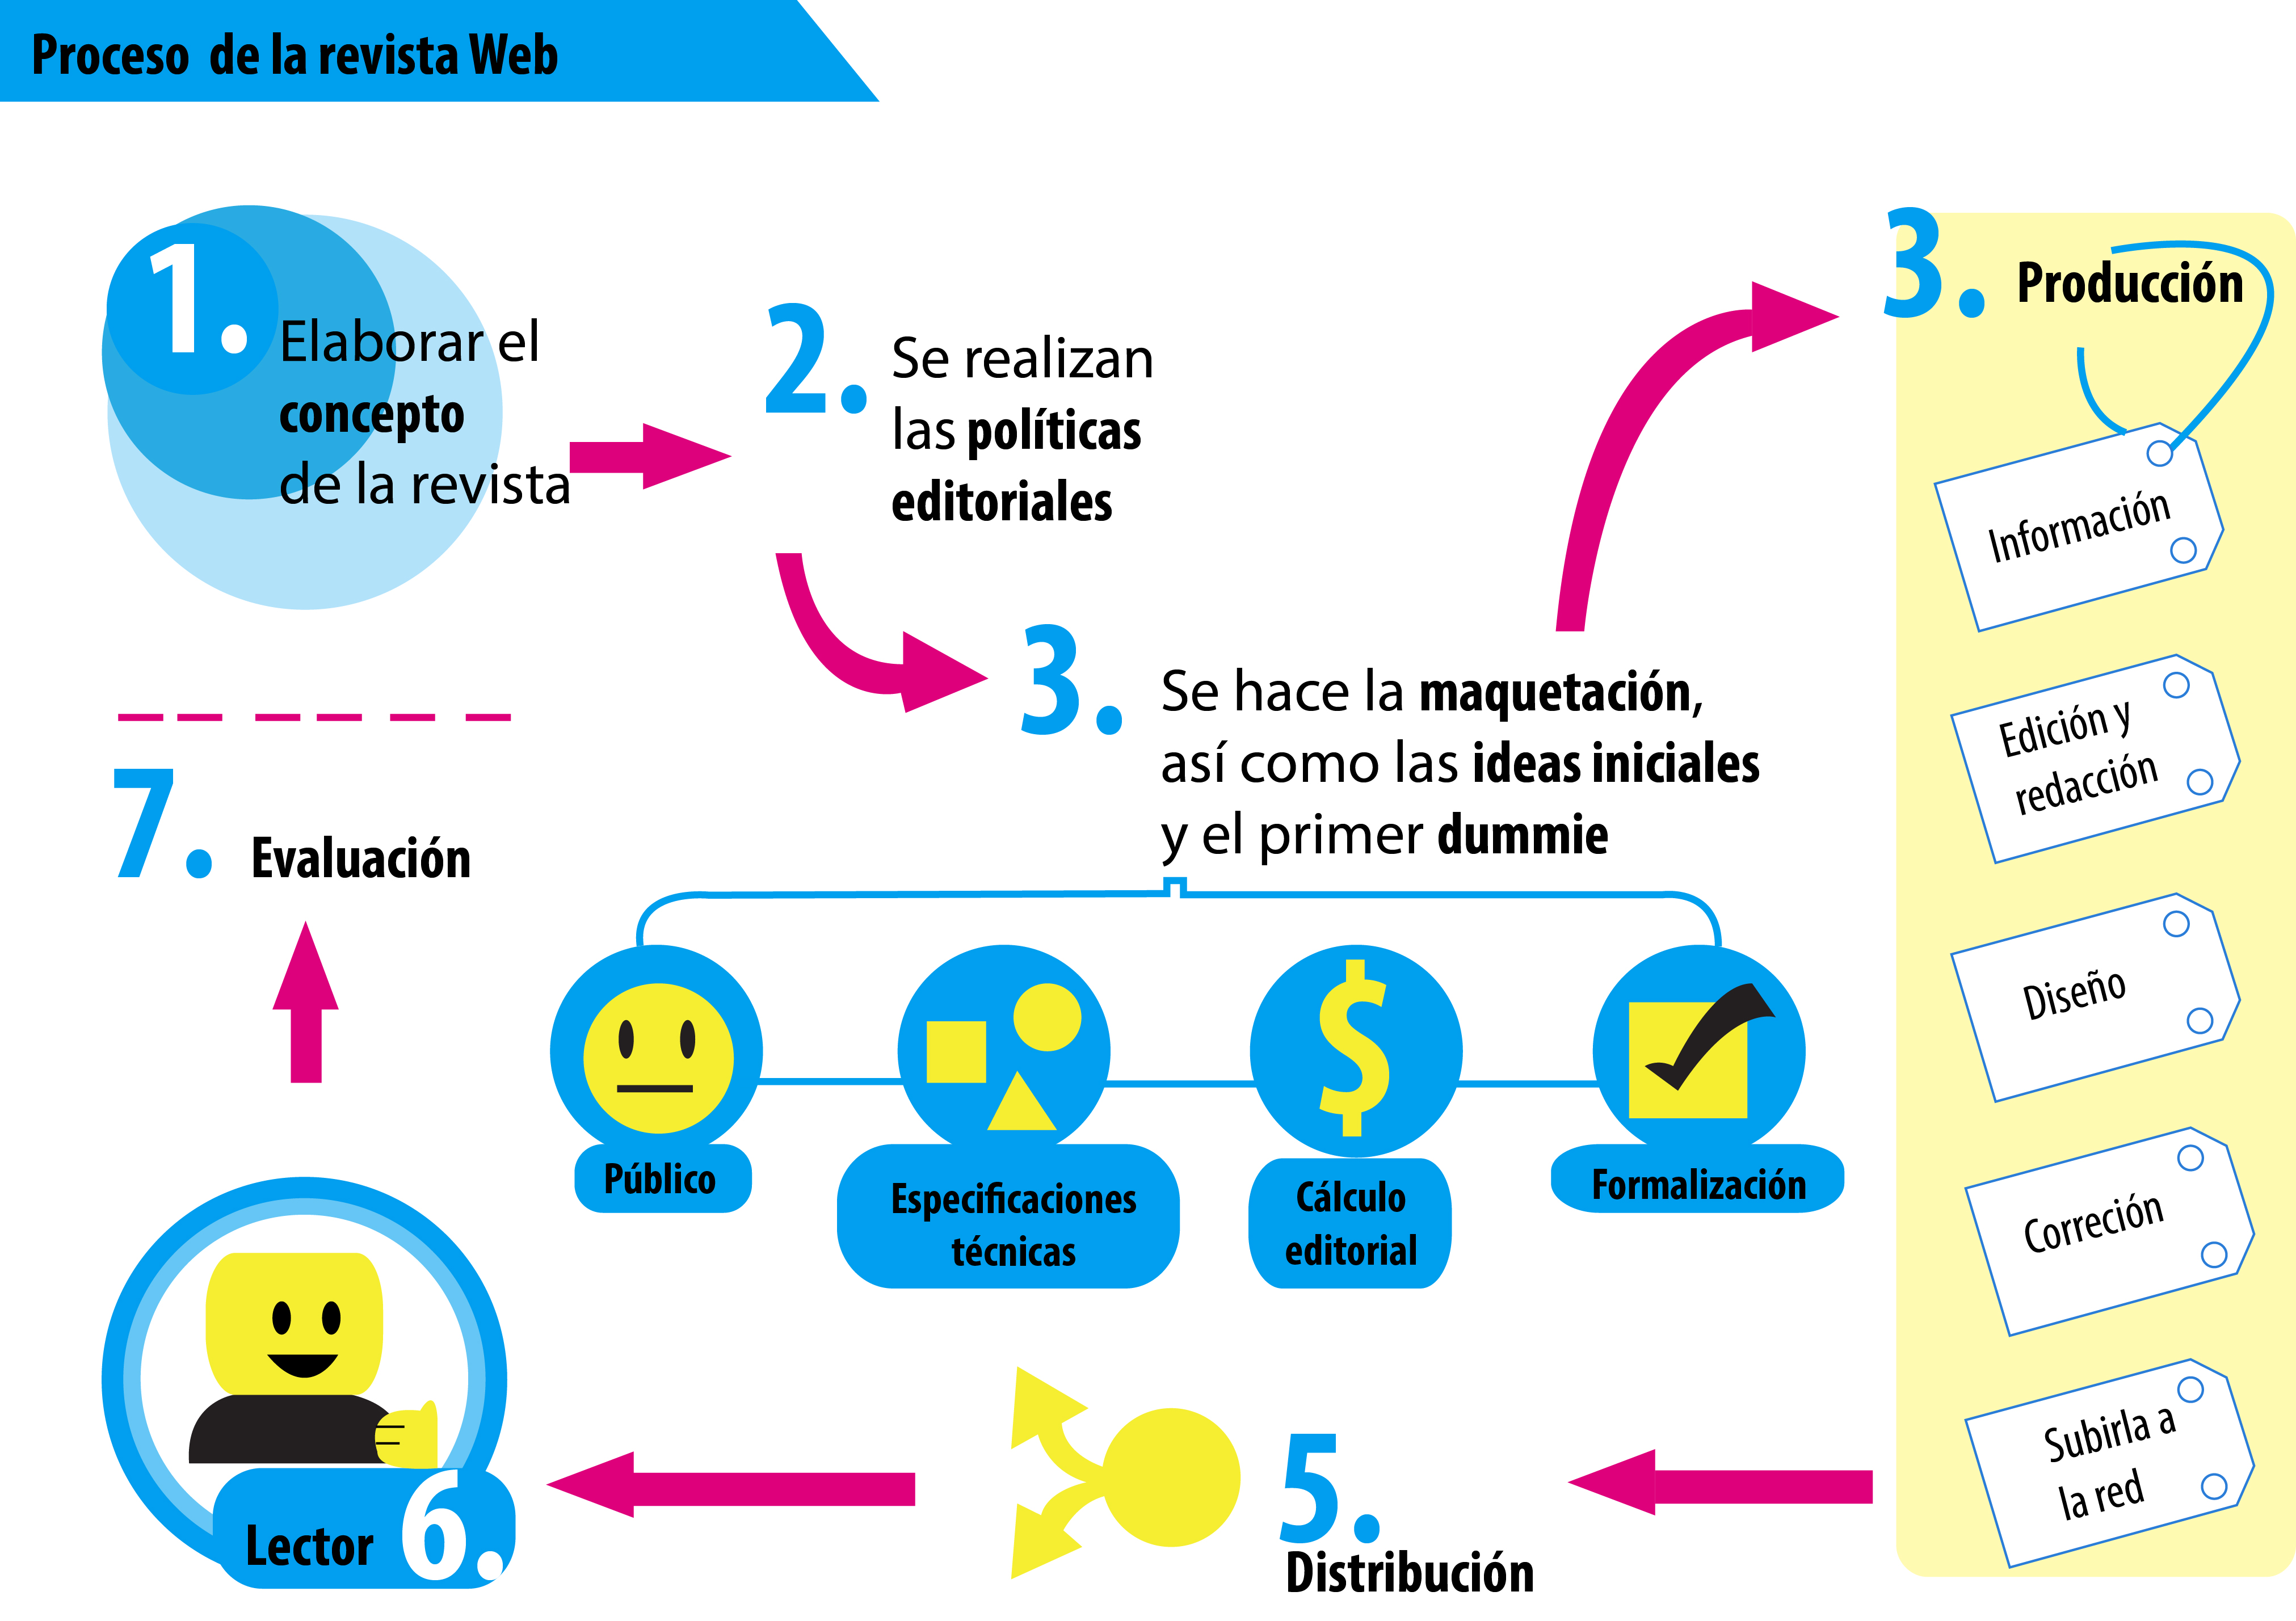 Proceso de la revista Web
1.
Elaborar el
concepto
de la revista
2.
Se realizan
las políticas
editoriales
3.
Se hace la maquetación,
así como las ideas iniciales
y el primer dummie
Público
Especificaciones
técnicas
Cálculo
editorial
Formalización
3.
Producción
Información
Edición y
redacción
Diseño
Correción
Subirla a
la red
5.
Distribución
Lector 6.
7.
Evaluación